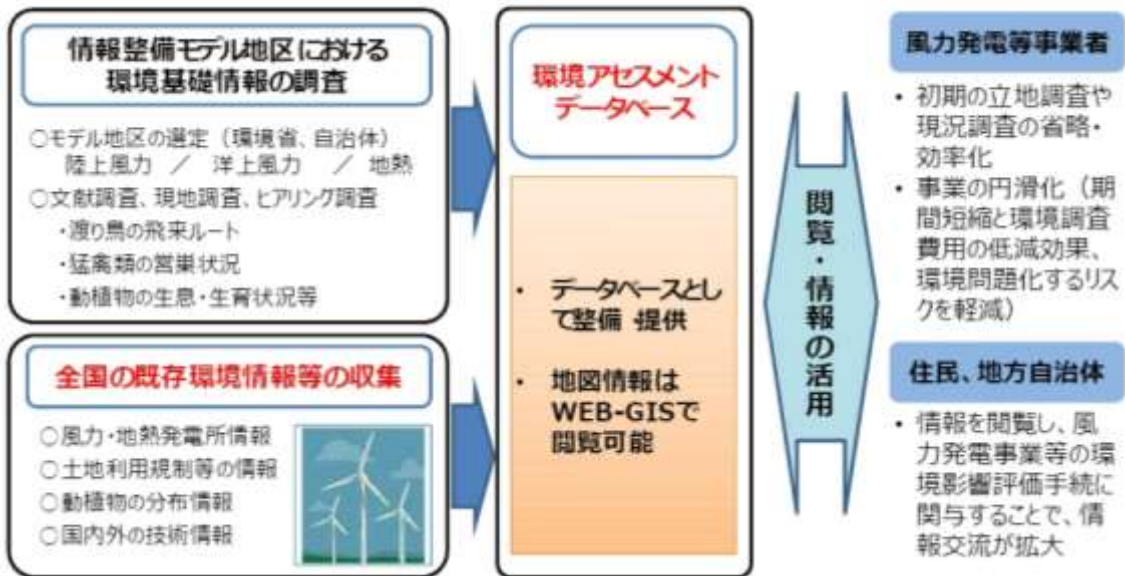 情報整備モデル地区における
環境基礎情報の調査
○モデル地区の選定（環境省、自治体）
陸上風力 ／ 洋上風力 ／ 地熱
○文献調査、現地調査、ヒアリング調査
・渡り鳥の飛来ルート
・猛禽類の営巣状況
・動植物の生息・生育状況等
全国の既存環境情報等の収集
○風力・地熱発電所情報
○土地利用規制等の情報
○動植物の分布情報
○国内外の技術情報
環境アセスメント
データベース
• データベースとし
て整備・提供
• 地図情報は
WEB-GISで
閲覧可能
閲覧・情報の活用
風力発電等事業者
• 初期の立地調査や
現況調査の省略・
効率化
• 事業の円滑化（期
間短縮と環境調査
費用の低減効果、
環境問題化するリス
クを軽減）
住民、地方自治体
• 情報を閲覧し、風
力発電事業等の環
境影響評価手続に
関与することで、情
報交流が拡大